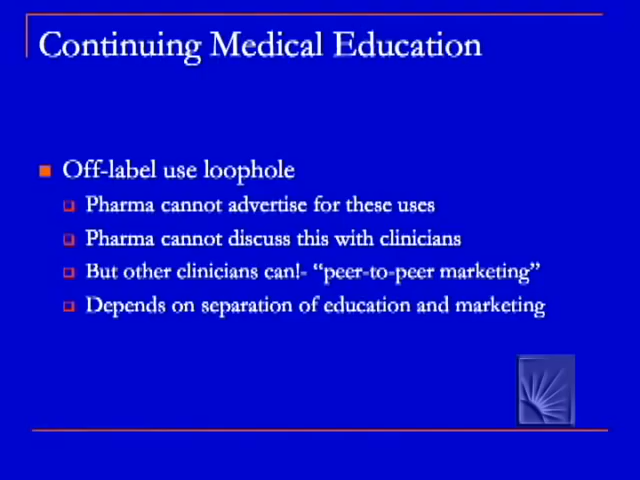 Continuing Medical Education
Off-label use loophole
Pharma cannot advertise for these uses
Pharma cannot discuss this with clinicians
But other clinicians can!- “peer-to-peer marketing”
Depends on separation of education and marketing